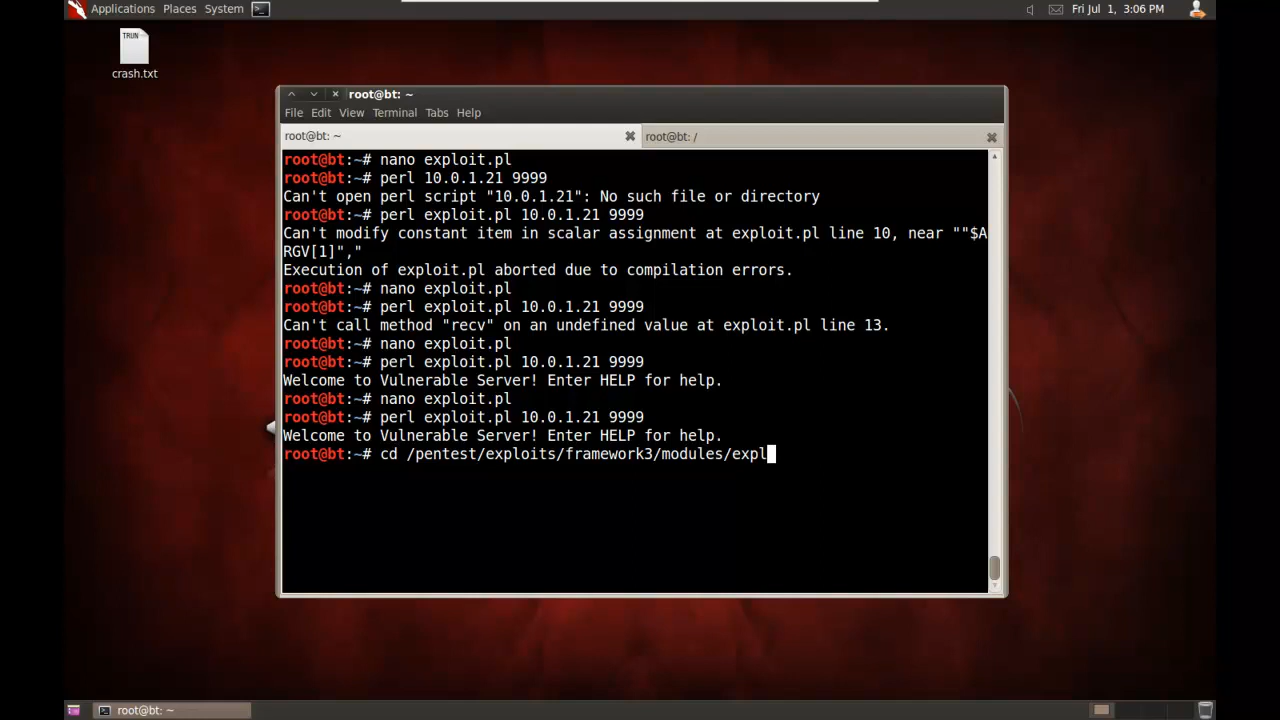 Applications Places System
Fri Jul 1, 3:06 PM
TRUN
crash.txt
root@bt: ~
File Edit View Terminal Tabs Help
root@bt: ~
root@bt: /
root@bt:~# nano exploit.pl
root@bt:~# perl 10.0.1.21 9999
Can't open perl script "10.0.1.21": No such file or directory
root@bt:~# perl exploit.pl 10.0.1.21 9999
Can't modify constant item in scalar assignment at exploit.pl line 10, near ""$A
RGV[1]","
Execution of exploit.pl aborted due to compilation errors.
root@bt:~# nano exploit.pl
root@bt:~# perl exploit.pl 10.0.1.21 9999
Can't call method "recv" on an undefined value at exploit.pl line 13.
root@bt:~# nano exploit.pl
root@bt:~# perl exploit.pl 10.0.1.21 9999
Welcome to Vulnerable Server! Enter HELP for help.
root@bt:~# nano exploit.pl
root@bt:~# perl exploit.pl 10.0.1.21 9999
Welcome to Vulnerable Server! Enter HELP for help.
root@bt:~# cd /pentest/exploits/framework3/modules/expl
root@bt: ~